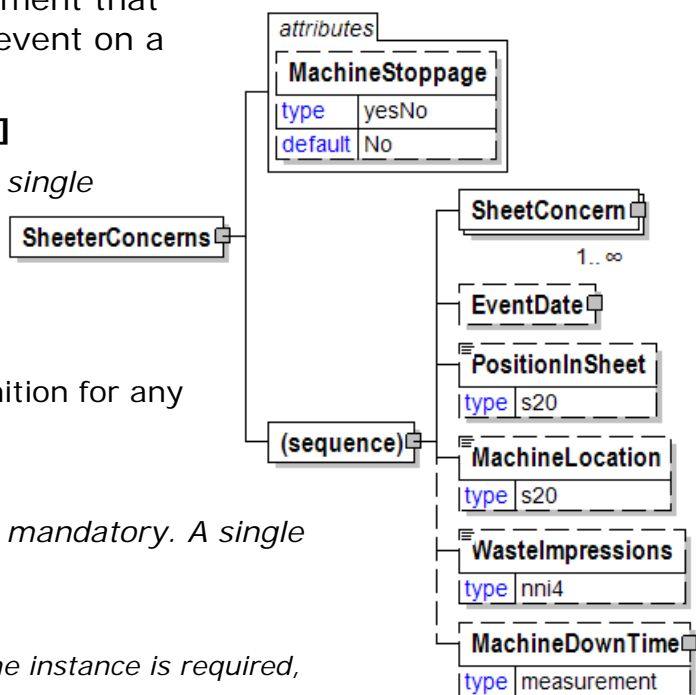 ment that
event on a
]
single
nition for any
mandatory. A single
ne instance is required,
attributes
MachineStoppage
type yesNo
default No
SheeterConcerns
(sequence)
SheetConcern
1..∞
EventDate
PositionInSheet
type s20
MachineLocation
type s20
WasteImpressions
type nni4
MachineDownTime
type measurement